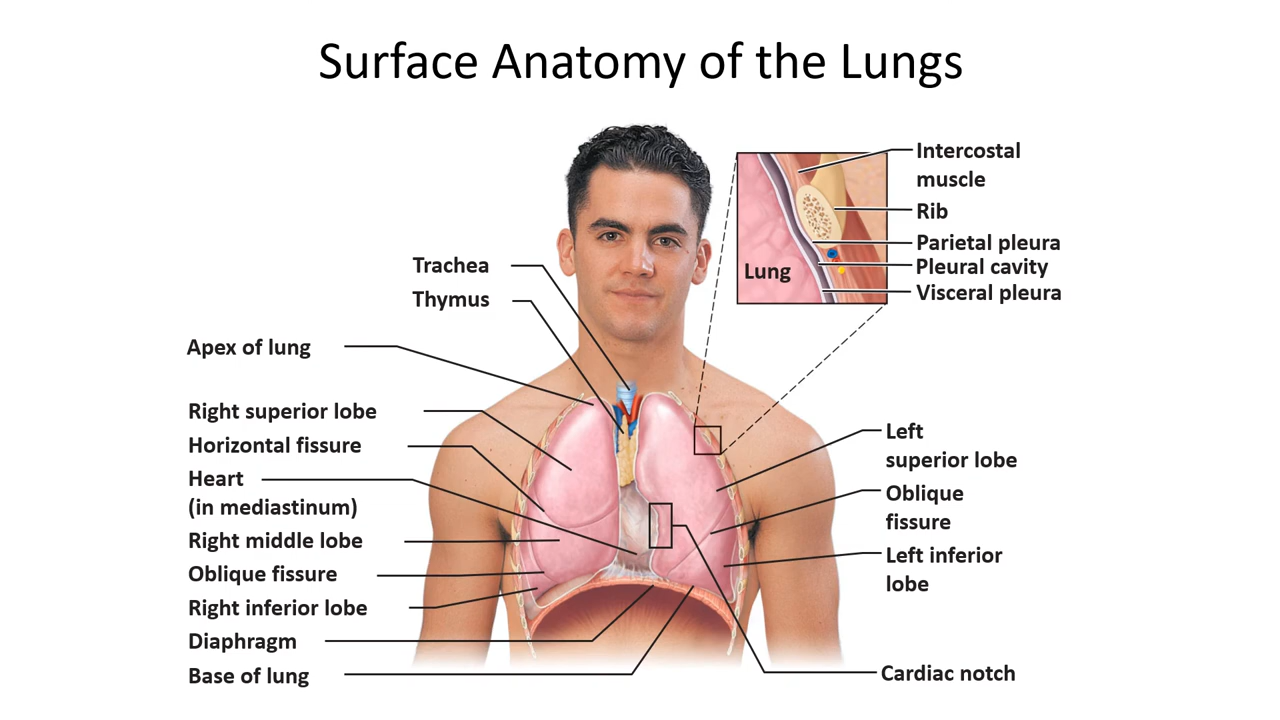 Surface Anatomy of the Lungs
Intercostal
muscle
Rib
Parietal pleura
Pleural cavity
Visceral pleura
Lung
Trachea
Thymus
Apex of lung
Right superior lobe
Horizontal fissure
Heart
(in mediastinum)
Right middle lobe
Oblique fissure
Right inferior lobe
Diaphragm
Base of lung
Left
superior lobe
Oblique
fissure
Left inferior
lobe
Cardiac notch